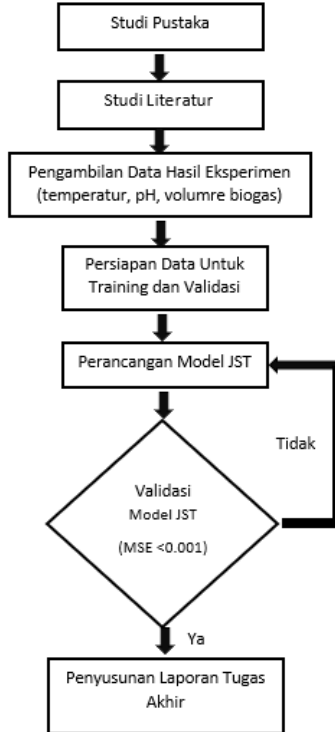 Studi Pustaka
Studi Literatur
Pengambilan Data Hasil Eksperimen
(temperatur, pH, volumre biogas)
Persiapan Data Untuk
Training dan Validasi
Perancangan Model JST
Tidak
Validasi
Model JST
(MSE <0.001)
Ya
Penyusunan Laporan Tugas
Akhir